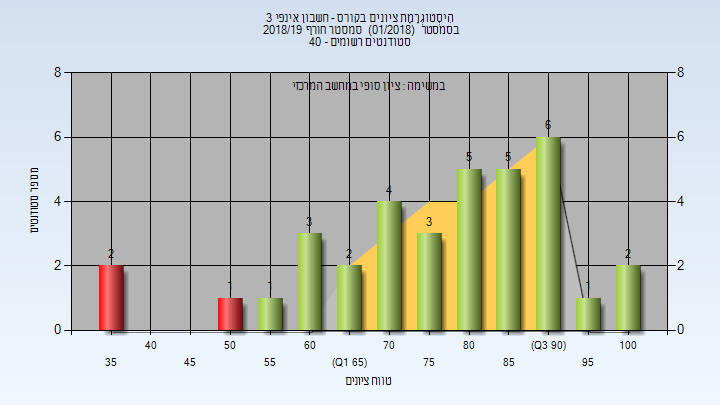 היסטוגרמת ציונים בקורס - חשבון אינפי 3
בסמסטר (01/2018) סמסטר חורף 2018/19
סטודנטים רשומים - 40
במשימה : ציון סופי במחשב המרכזי
מספר סטודנטים
8 8
6 6
4 4
2 2
0 0
2 1 1 3 2 4 3 5 5 6 1 2
40 50 60 70 80 (Q3 90) 100
35 45 55 (Q1 65) 75 85 95
טווח ציונים